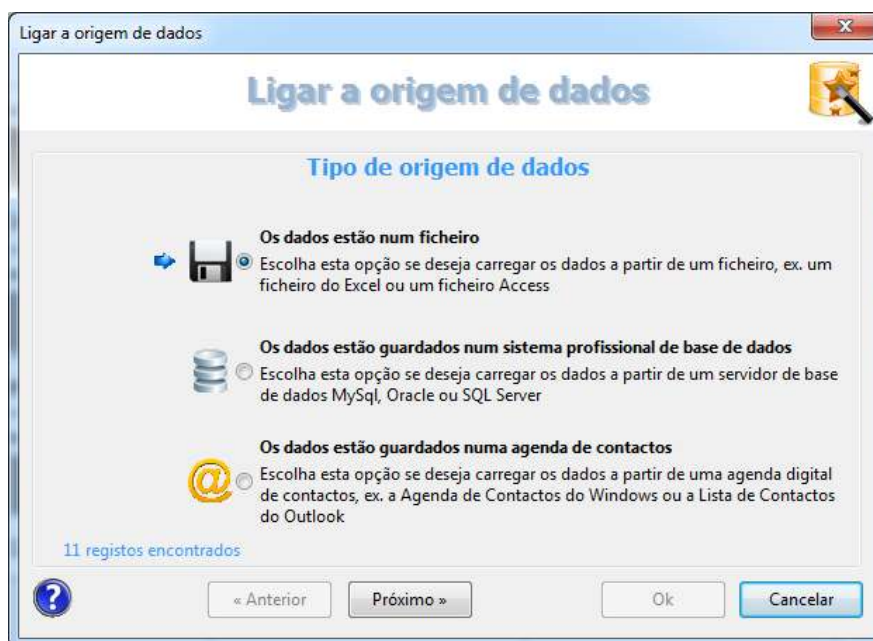 Ligar a origem de dados
Ligar a origem de dados
Tipo de origem de dados
Os dados estão num ficheiro
Escolha esta opção se deseja carregar os dados a partir de um ficheiro, ex. um
ficheiro do Excel ou um ficheiro Access
Os dados estão guardados num sistema profissional de base de dados
Escolha esta opção se deseja carregar os dados a partir de um servidor de base
de dados MySql, Oracle ou SQL Server
Os dados estão guardados numa agenda de contactos
Escolha esta opção se deseja carregar os dados a partir de uma agenda digital
de contactos, ex. a Agenda de Contactos do Windows ou a Lista de Contactos
do Outlook
11 registos encontrados
« Anterior
Próximo »
Ok
Cancelar